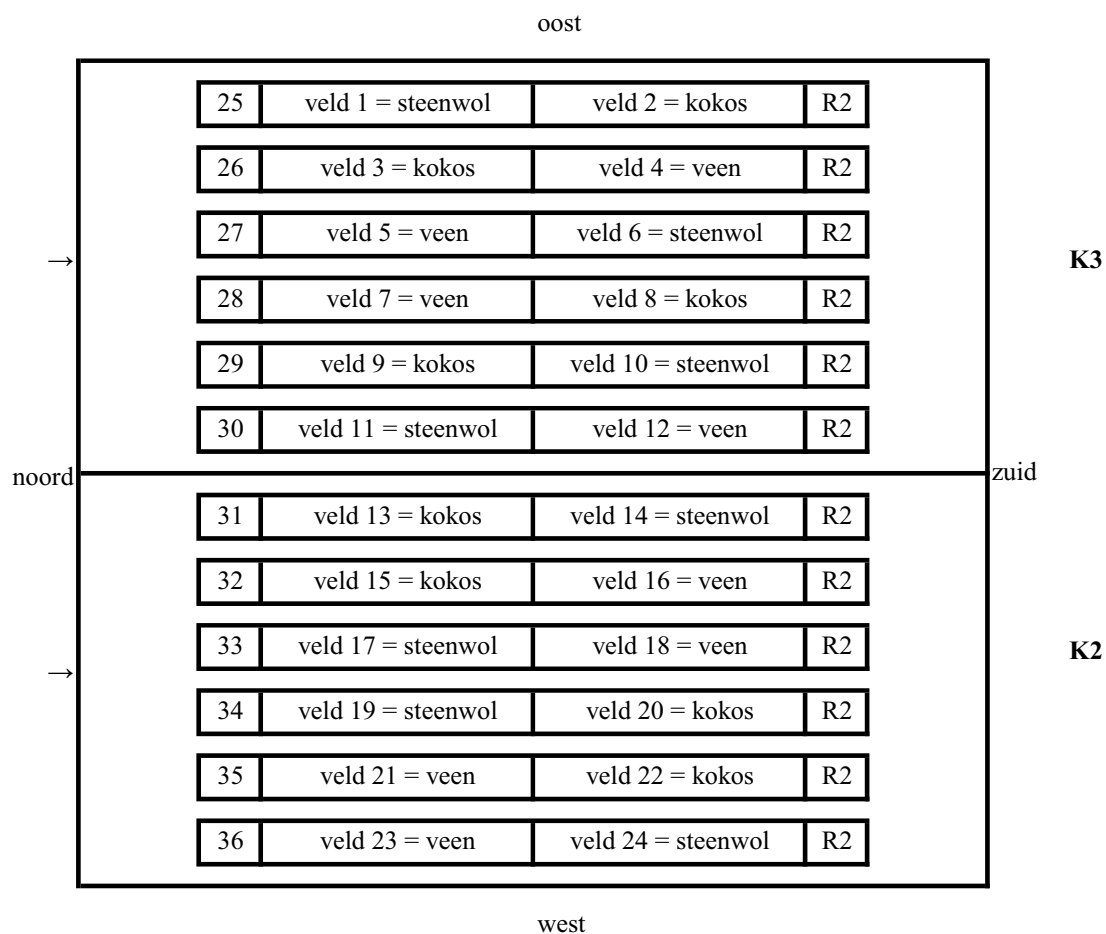 oost
25 veld 1 = steenwol veld 2 = kokos R2
26 veld 3 = kokos veld 4 = veen R2
27 veld 5 = veen veld 6 = steenwol R2
→ K3
28 veld 7 = veen veld 8 = kokos R2
29 veld 9 = kokos veld 10 = steenwol R2
30 veld 11 = steenwol veld 12 = veen R2
noord zuid
31 veld 13 = kokos veld 14 = steenwol R2
32 veld 15 = kokos veld 16 = veen R2
33 veld 17 = steenwol veld 18 = veen R2
→ K2
34 veld 19 = steenwol veld 20 = kokos R2
35 veld 21 = veen veld 22 = kokos R2
36 veld 23 = veen veld 24 = steenwol R2
west